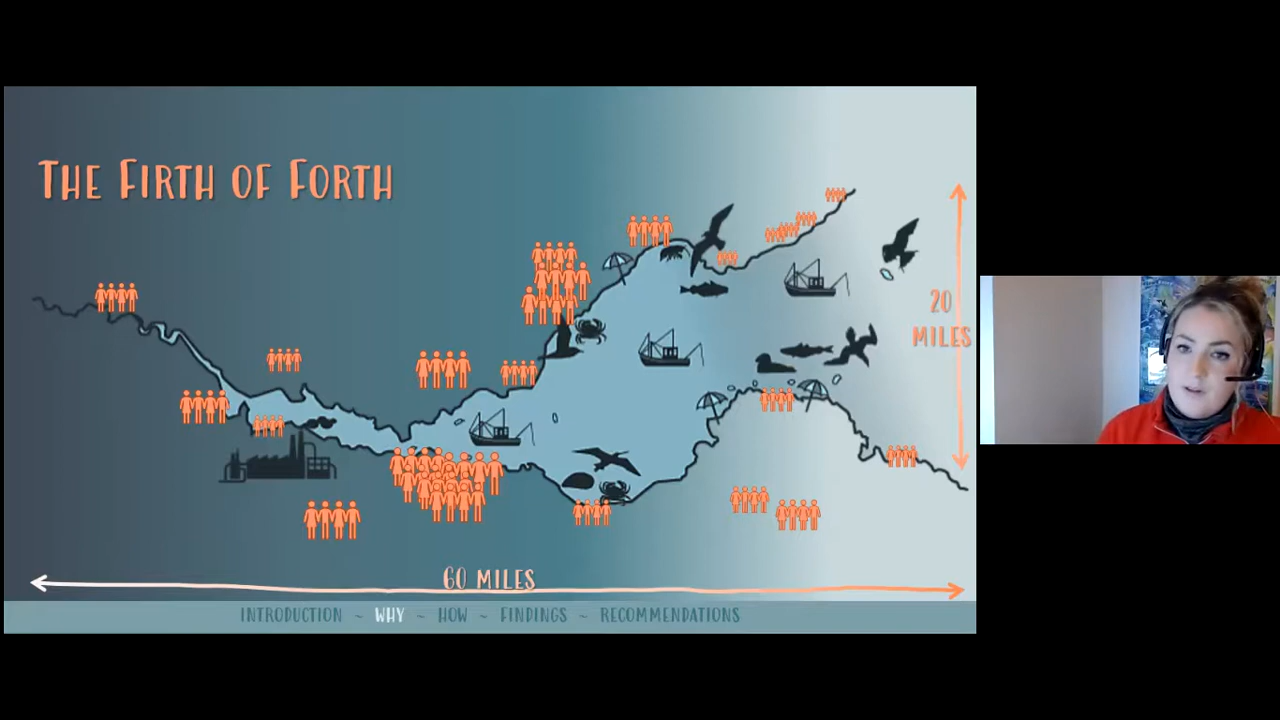 THE FIRTH OF FORTH
20
MILES
60 MILES
INTRODUCTION ~ WHY ~ HOW ~ FINDINGS ~ RECOMMENDATIONS